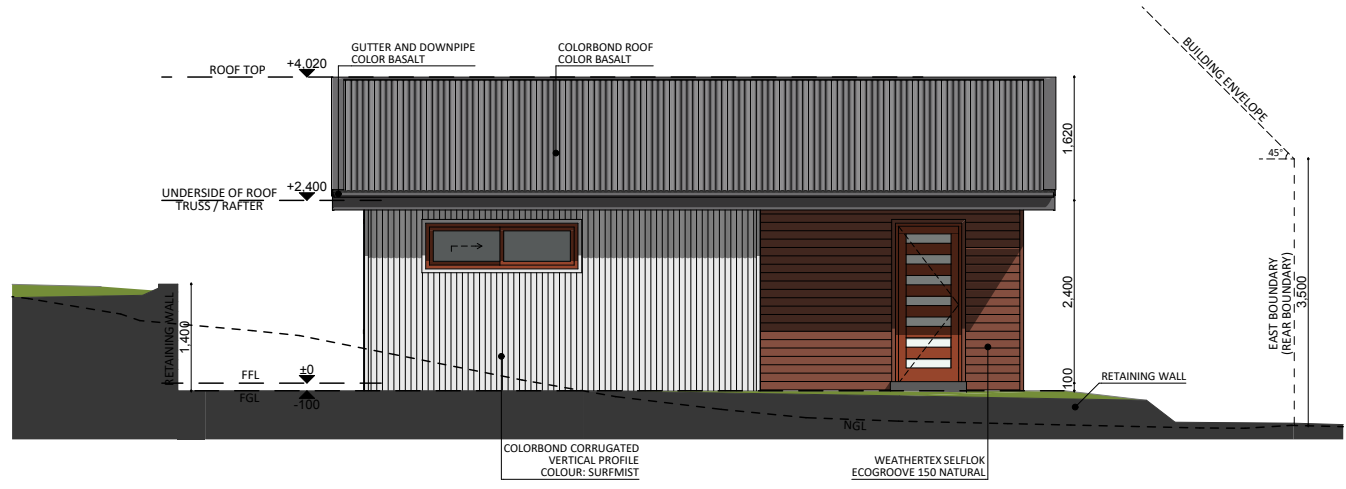 GUTTER AND DOWNPIPE
COLOR BASALT
COLORBOND ROOF
COLOR BASALT
ROOF TOP
+4,020
BUILDING ENVELOPE
45°
1,620
UNDERSIDE OF ROOF
TRUSS / RAFTER
+2,400
2,400
EAST BOUNDARY
(REAR BOUNDARY)
3,500
RETAINING WALL
1,400
FFL
±0
FGL
-100
100
RETAINING WALL
NGL
COLORBOND CORRUGATED
VERTICAL PROFILE
COLOUR: SURFMIST
WEATHERTEX SELFLOK
ECOGROOVE 150 NATURAL